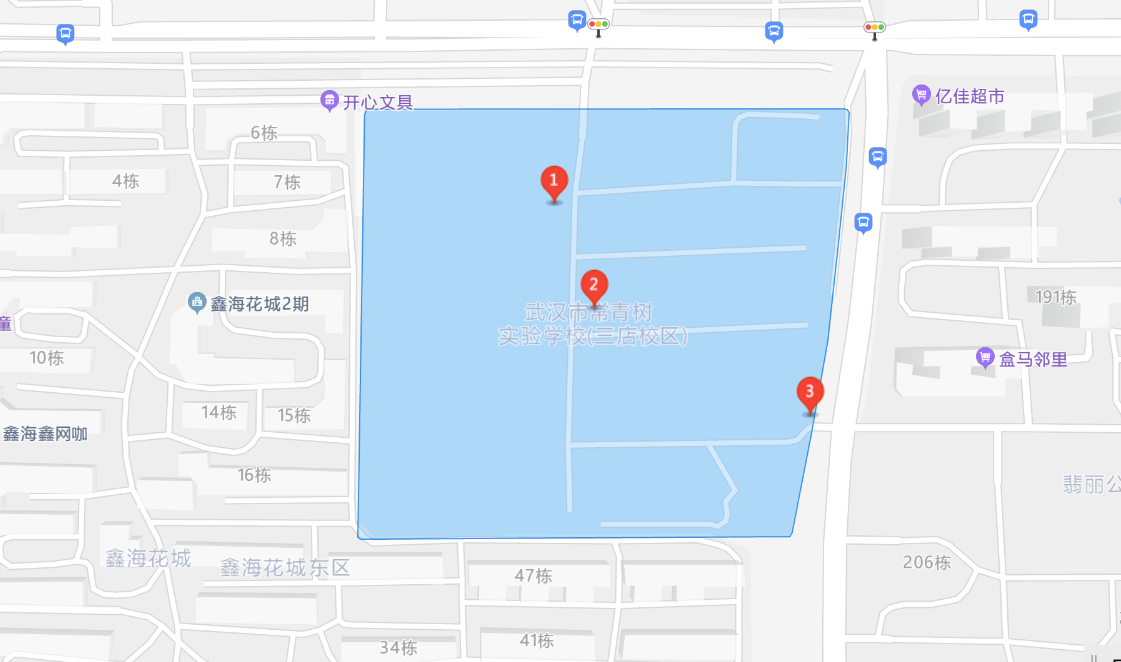 开心文具
亿佳超市
6栋
4栋
7栋
1
8栋
2
鑫海花城2期
191栋
武汉市常青树
实验学校(三店校区)
童
10栋
盒马邻里
3
14栋
15栋
鑫海鑫网咖
16栋
翡丽公
鑫海花城
鑫海花城东区
206栋
47栋
34栋
41栋